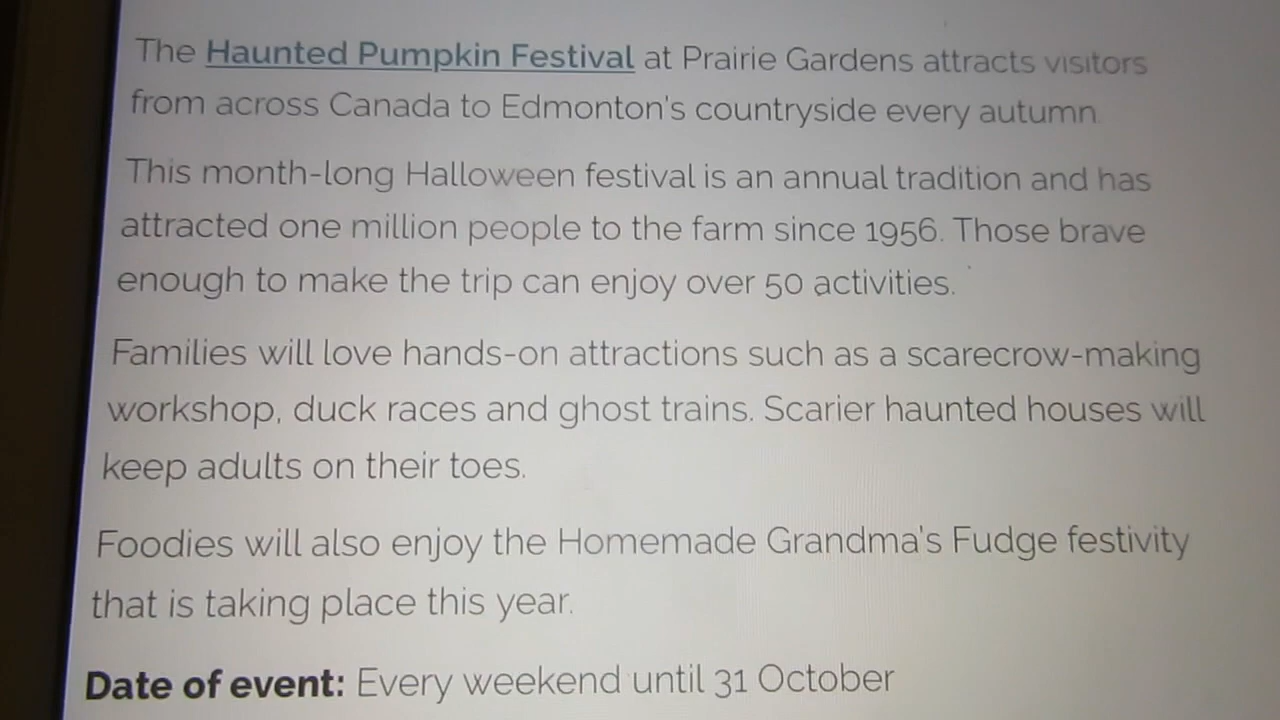 The Haunted Pumpkin Festival at Prairie Gardens attracts visitors
from across Canada to Edmonton's countryside every autumn.
This month-long Halloween festival is an annual tradition and has
attracted one million people to the farm since 1956. Those brave
enough to make the trip can enjoy over 50 activities.
Families will love hands-on attractions such as a scarecrow-making
workshop, duck races and ghost trains. Scarier haunted houses will
keep adults on their toes.
Foodies will also enjoy the Homemade Grandma's Fudge festivity
that is taking place this year.
Date of event: Every weekend until 31 October